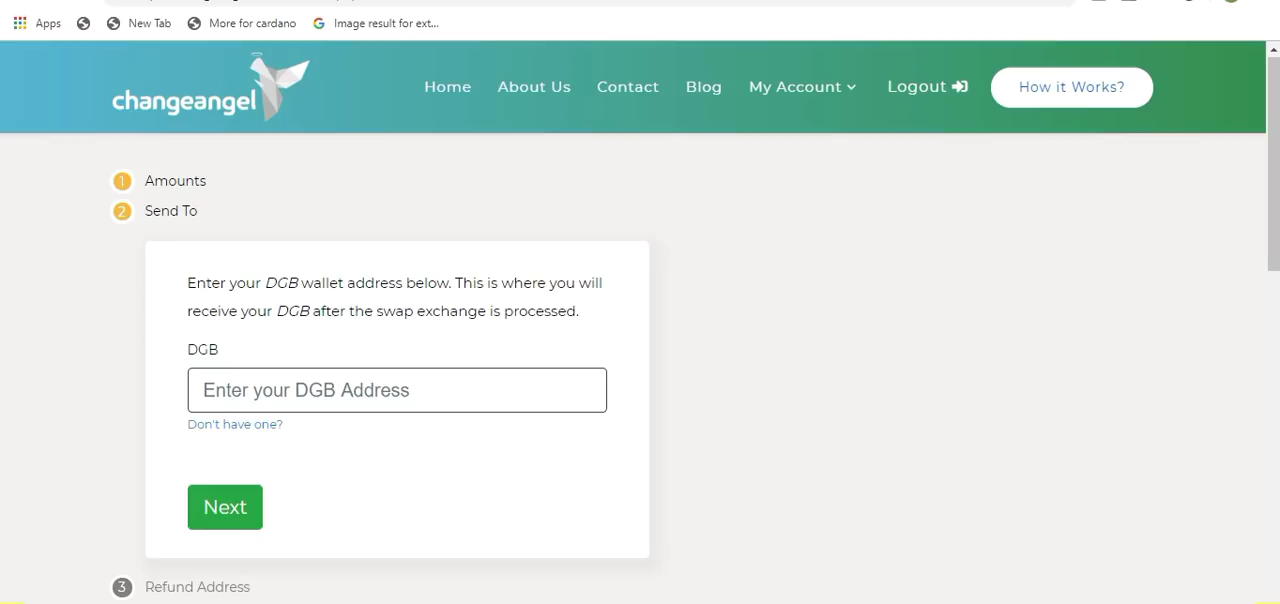 Apps New Tab More for cardano Image result for ext...
changeangel Home About Us Contact Blog My Account Logout How it Works?
1 Amounts
2 Send To
Enter your DGB wallet address below. This is where you will
receive your DGB after the swap exchange is processed.
DGB
Enter your DGB Address
Don't have one?
Next
3 Refund Address